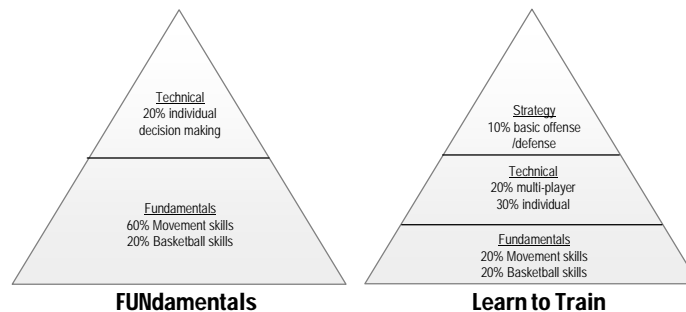 Technical
20% individual
decision making
Fundamentals
60% Movement skills
20% Basketball skills
FUNdamentals
Strategy
10% basic offense
/defense
Technical
20% multi-player
30% individual
Fundamentals
20% Movement skills
20% Basketball skills
Learn to Train